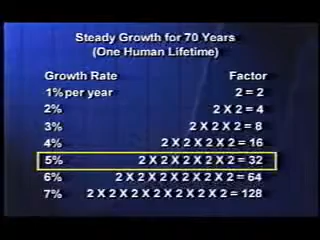 Steady Growth for 70 Years
(One Human Lifetime)
Growth Rate Factor
1% per year 2 = 2
2% 2 X 2 = 4
3% 2 X 2 X 2 = 8
4% 2 X 2 X 2 X 2 = 16
5% 2 X 2 X 2 X 2 X 2 = 32
6% 2 X 2 X 2 X 2 X 2 X 2 = 64
7% 2 X 2 X 2 X 2 X 2 X 2 X 2 = 128